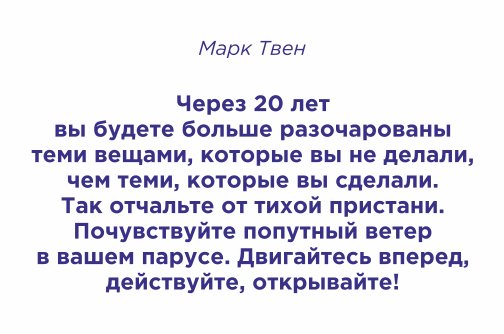 Марк Твен
Через 20 лет
вы будете больше разочарованы
теми вещами, которые вы не делали,
чем теми, которые вы сделали.
Так отчальте от тихой пристани.
Почувствуйте попутный ветер
в вашем парусе. Двигайтесь вперед,
действуйте, открывайте!